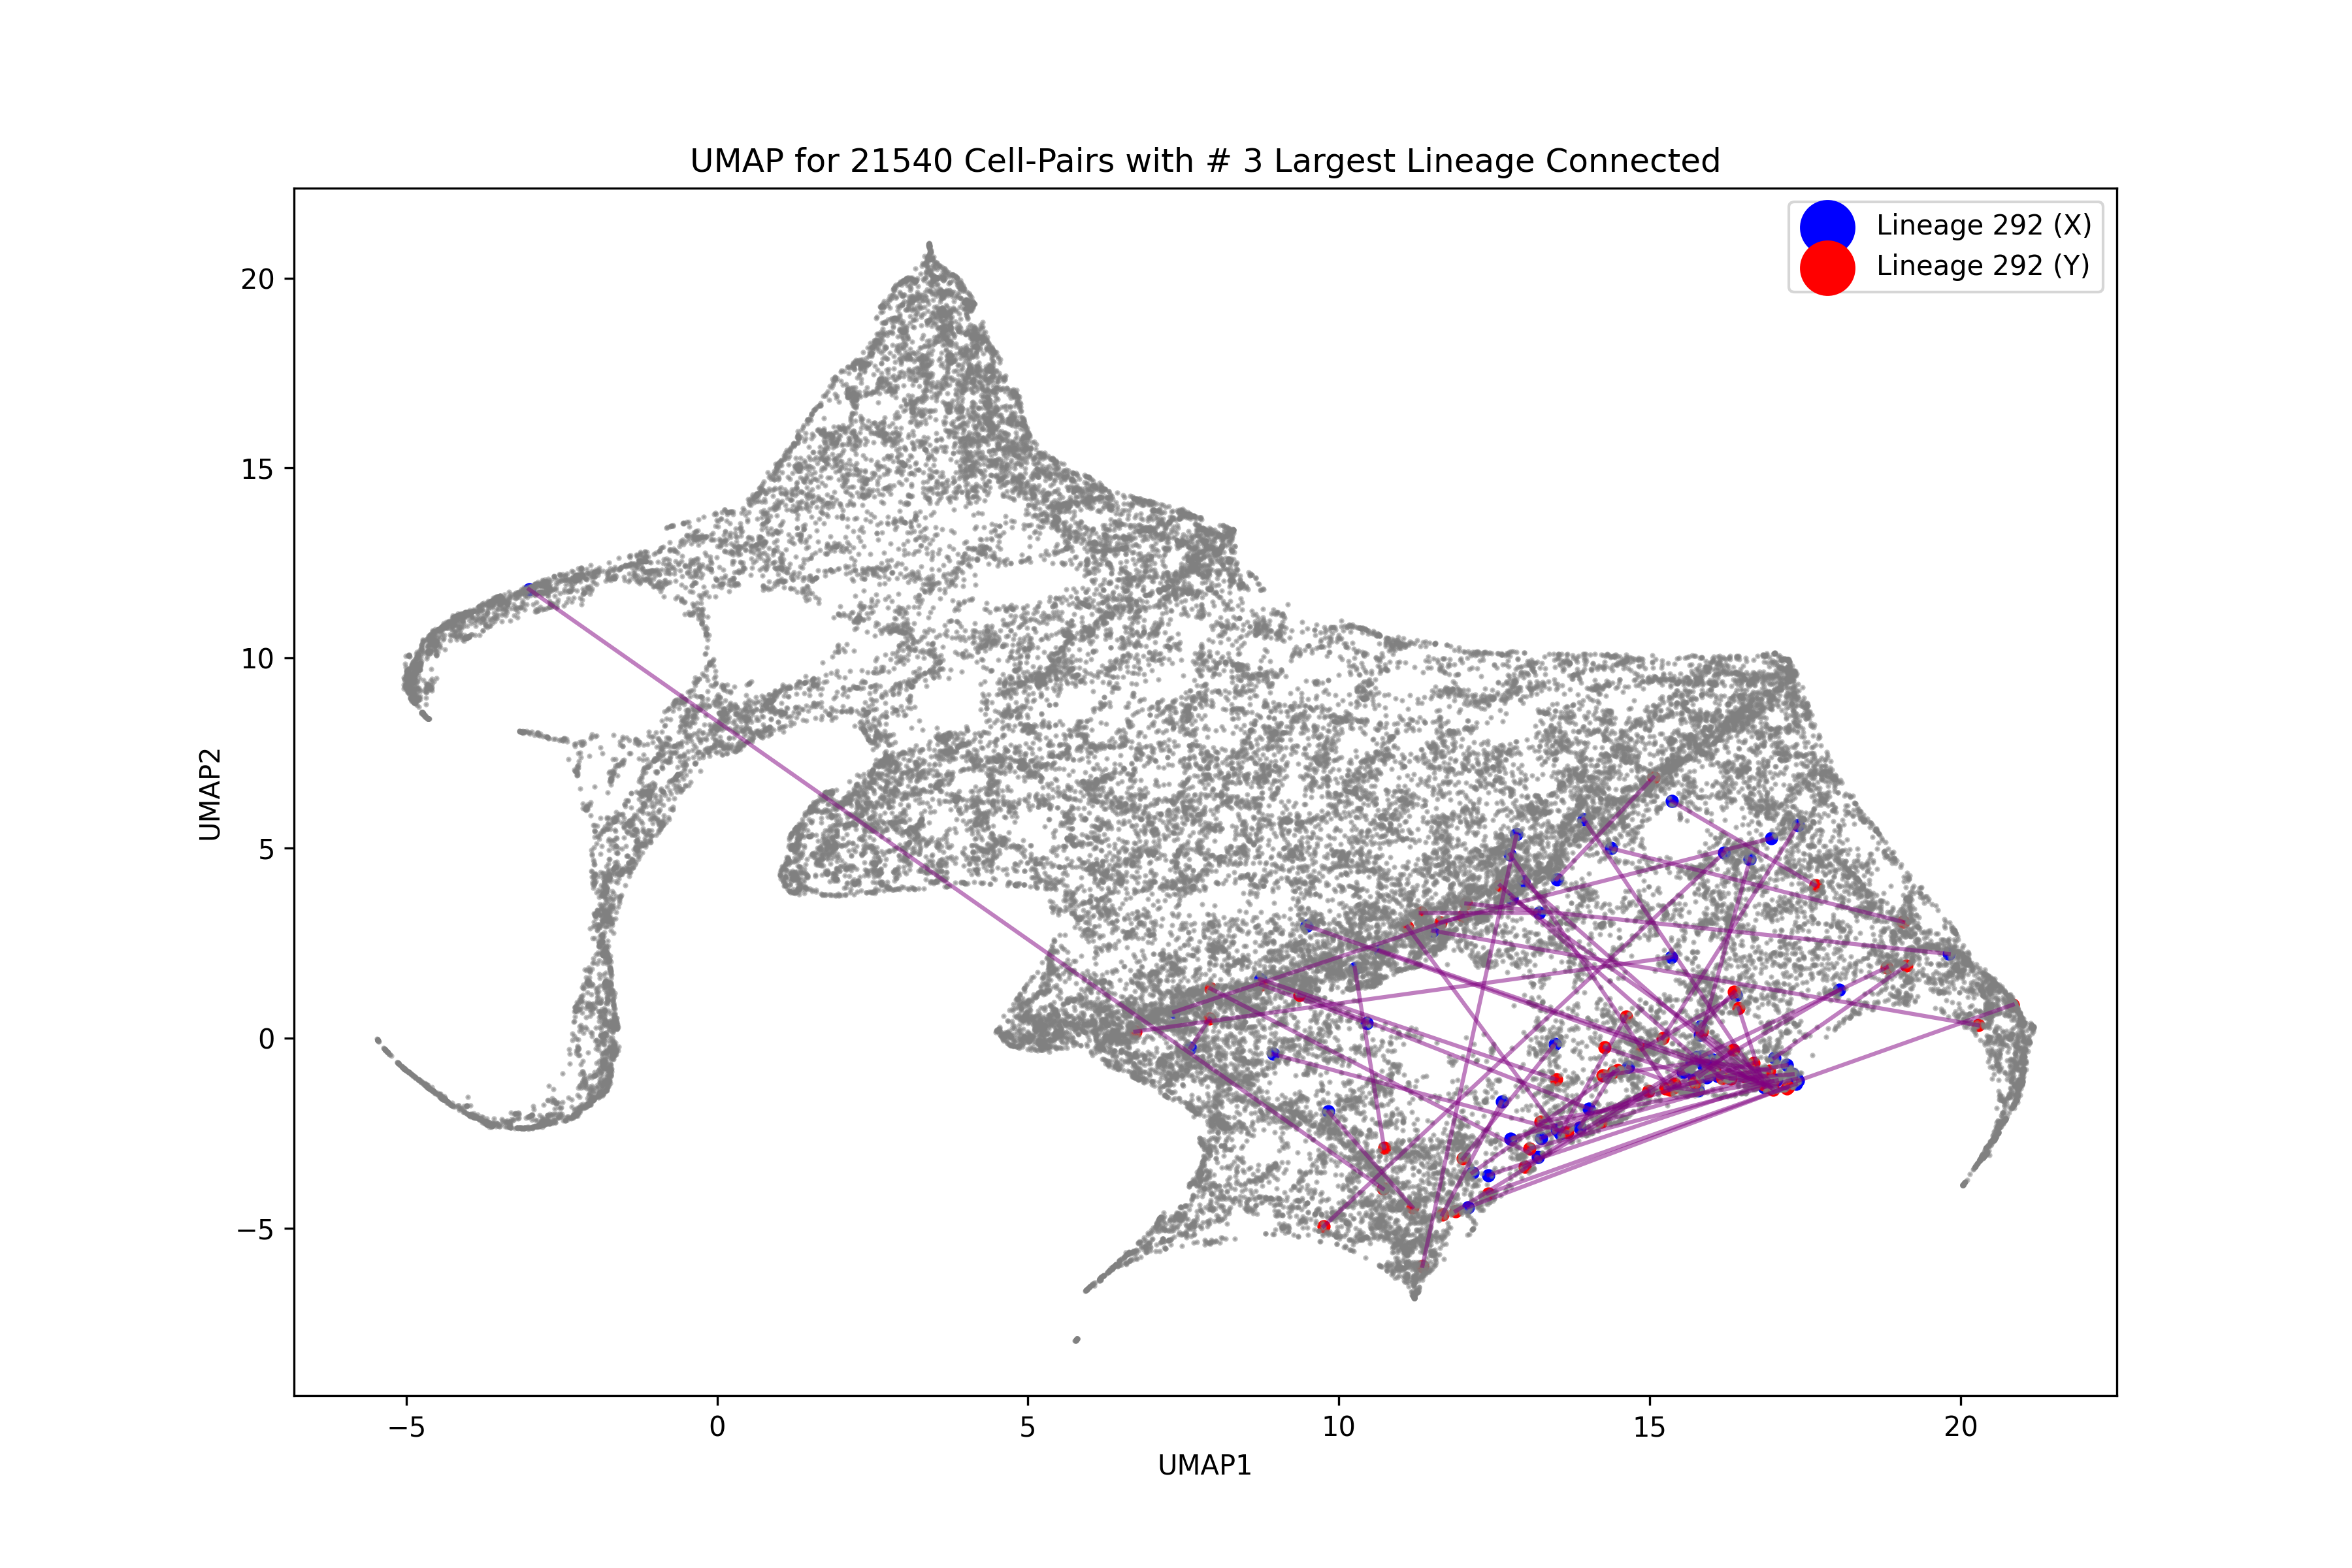 UMAP for 21540 Cell-Pairs with # 3 Largest Lineage Connected
Lineage 292 (X)
Lineage 292 (Y)
20
15
10
5
0
−5
UMAP2
−5
0
5
10
15
20
UMAP1